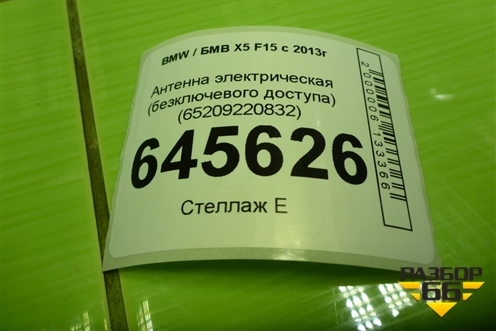 BMW / БМВ X5 F15 с 2013г
Антенна электрическая
(безключевого доступа)
(65209220832)
645626
Стеллаж Е
2000006133366
РАЗБОР
66